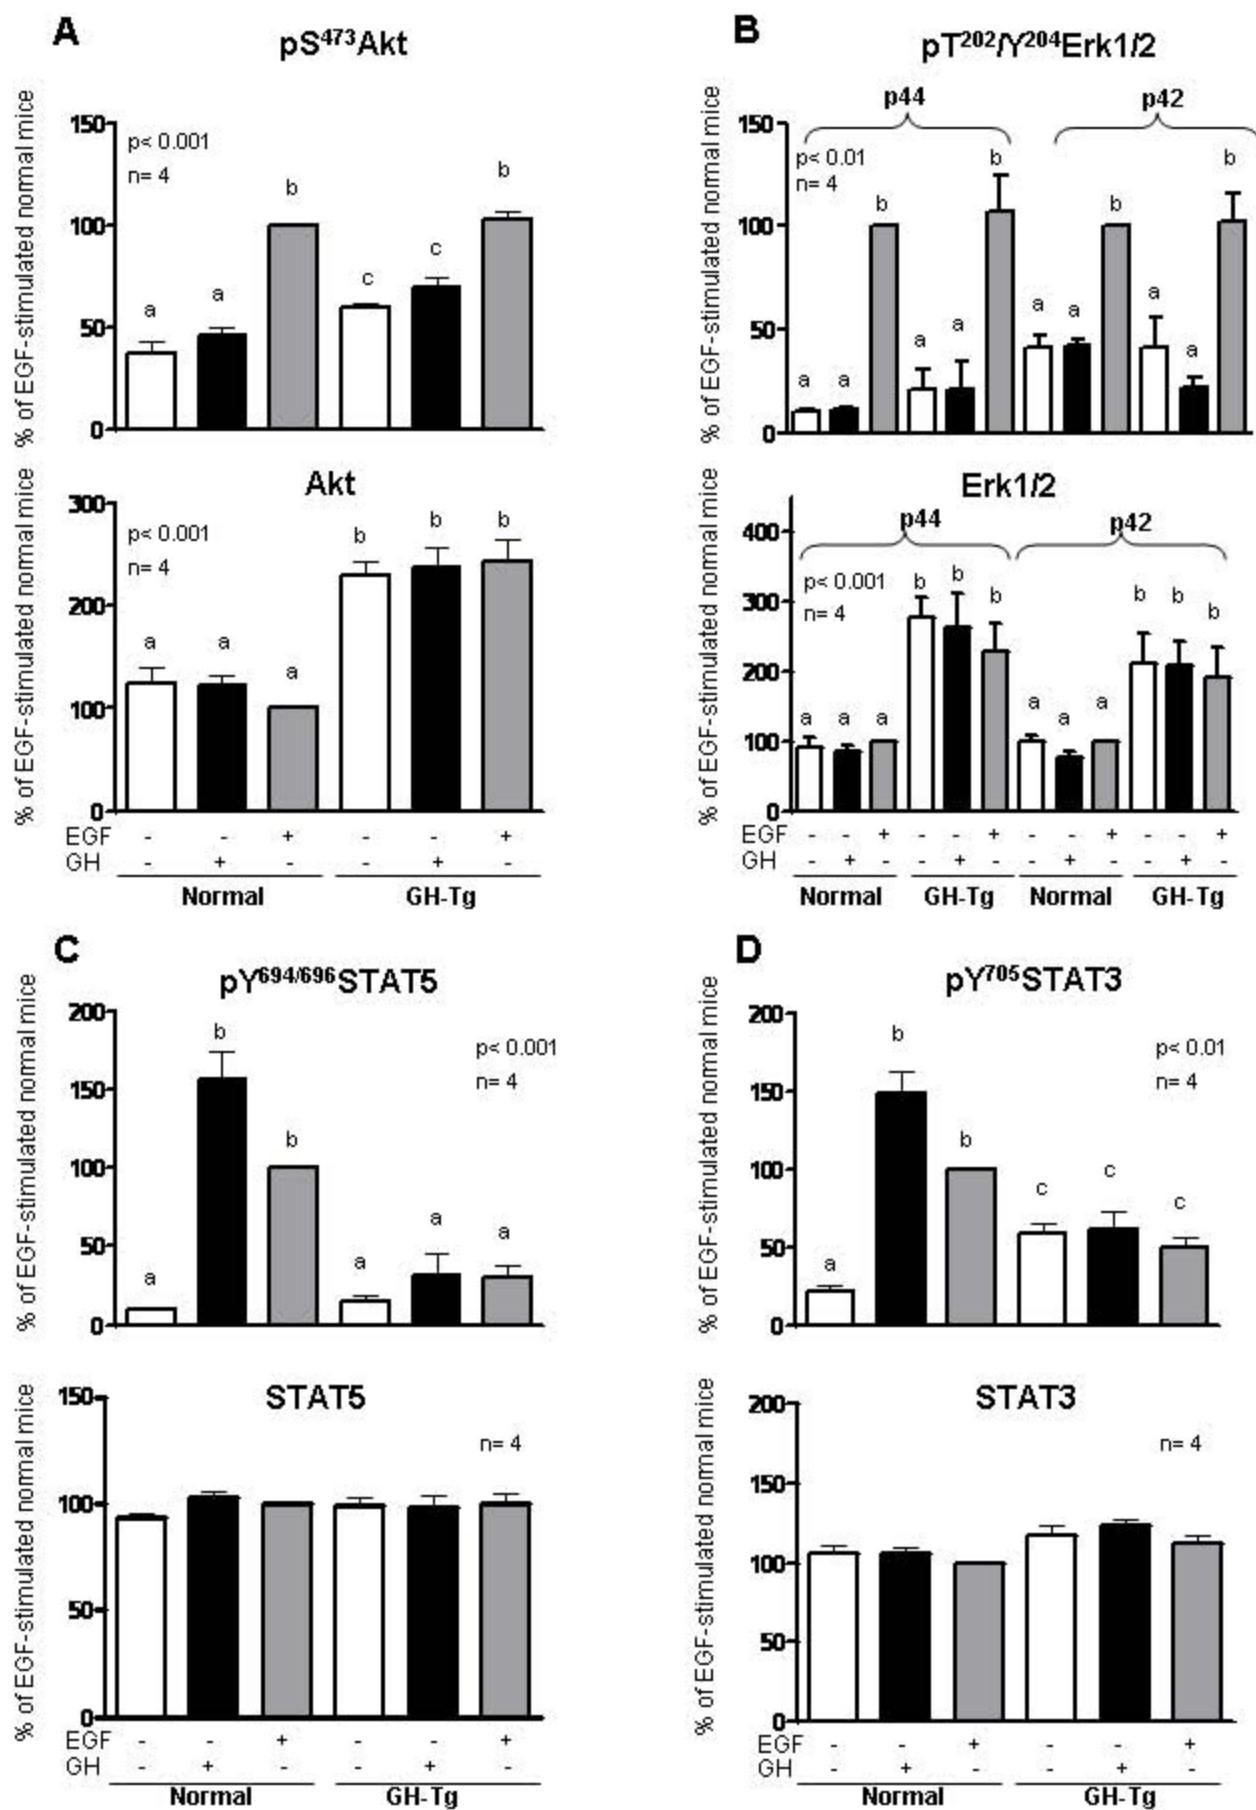 A
pS⁴⁷³Akt
% of EGF-stimulated normal mice
150
100
50
0
p< 0.001
n= 4
a a b c c b
Akt
% of EGF-stimulated normal mice
300
200
100
0
p< 0.001
n= 4
a a a b b b
EGF - - + - - +
GH - + - - + -
Normal GH-Tg
B
pT²⁰²/Y²⁰⁴Erk1/2
p44 p42
% of EGF-stimulated normal mice
150
100
50
0
p< 0.01
n= 4
a a b a a b a a b a a b
Erk1/2
p44 p42
% of EGF-stimulated normal mice
400
300
200
100
0
p< 0.001
n= 4
a a a b b b a a a b b b
EGF - - + - - + - - + - - +
GH - + - - + - - + - - + -
Normal GH-Tg Normal GH-Tg
C
pY⁶⁹⁴/⁶⁹⁶STAT5
% of EGF-stimulated normal mice
200
150
100
50
0
p< 0.001
n= 4
a b b a a a
STAT5
% of EGF-stimulated normal mice
150
100
50
0
n= 4
EGF - - + - - +
GH - + - - + -
Normal GH-Tg
D
pY⁷⁰⁵STAT3
% of EGF-stimulated normal mice
200
150
100
50
0
p< 0.01
n= 4
a b b c c c
STAT3
% of EGF-stimulated normal mice
200
150
100
50
0
n= 4
EGF - - + - - +
GH - + - - + -
Normal GH-Tg